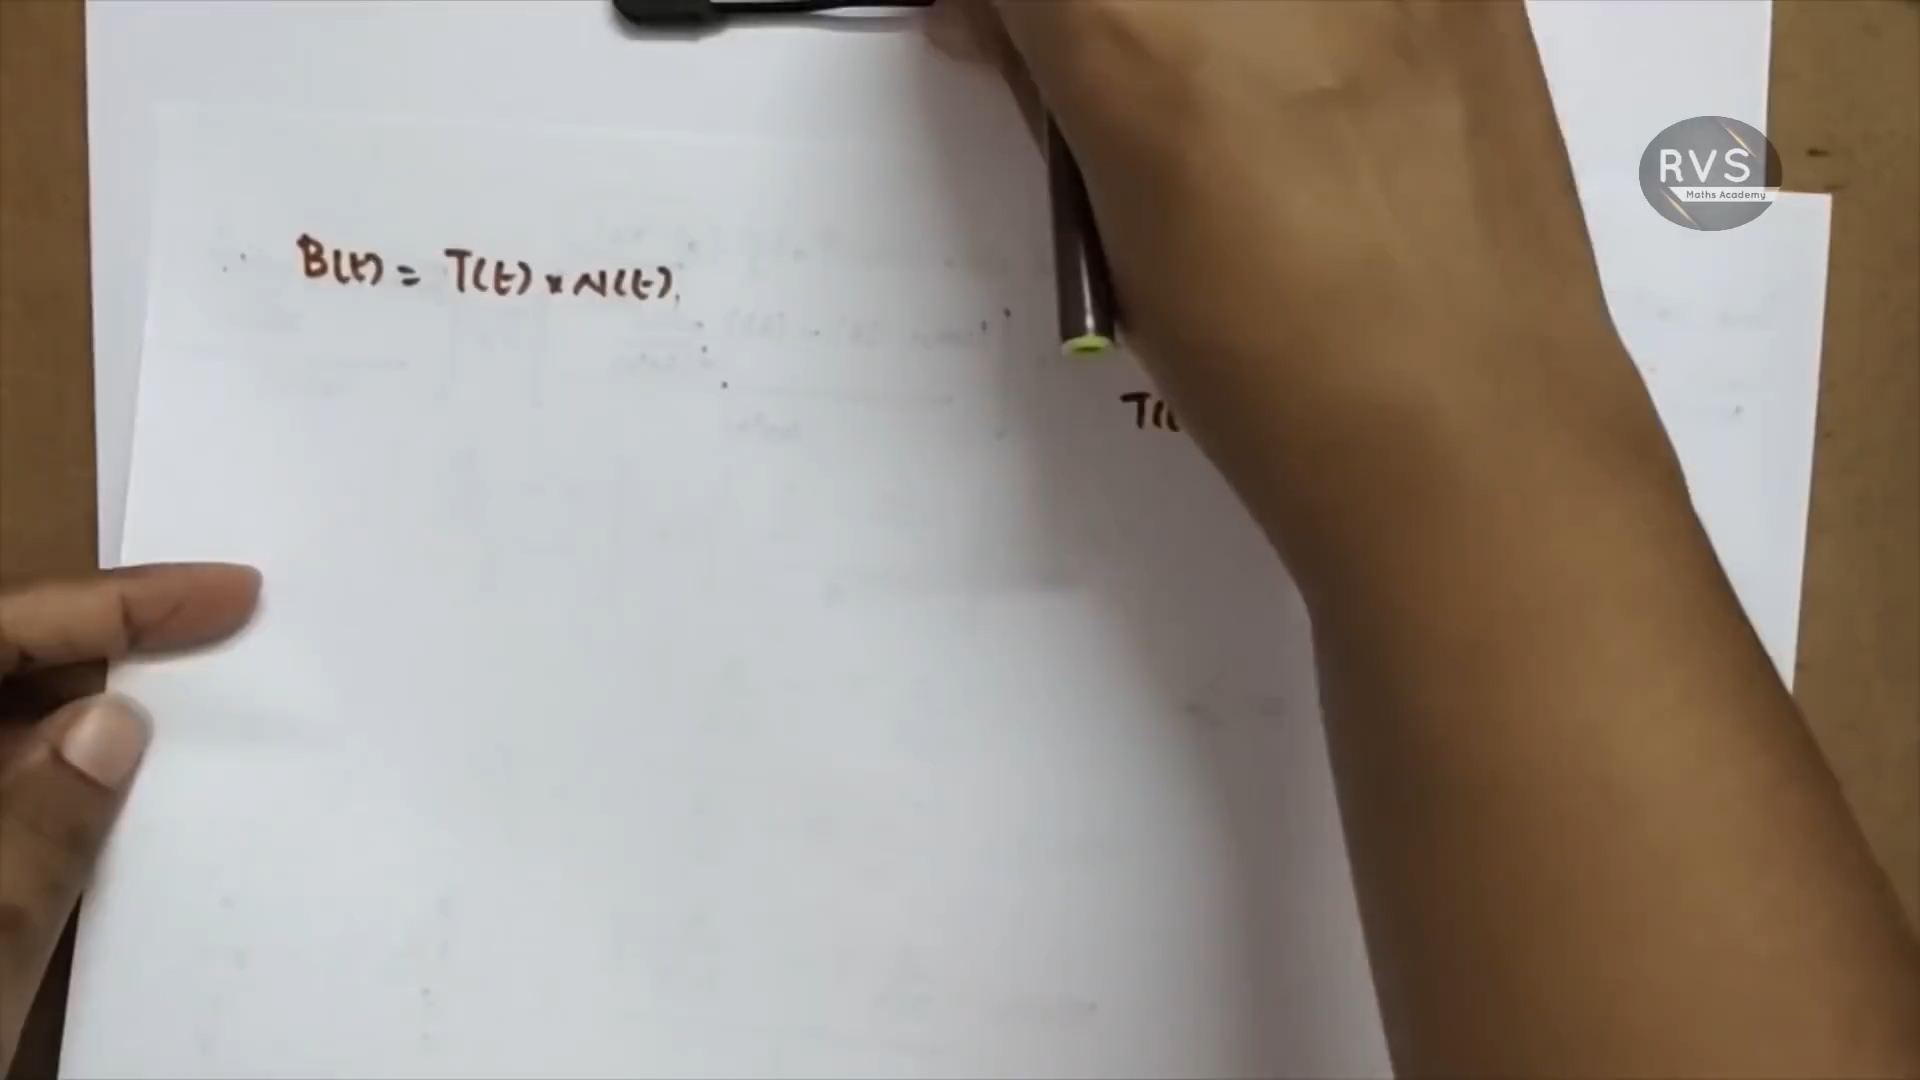 RVS
Maths Academy
B(t) = T(t) × N(t).
T(t